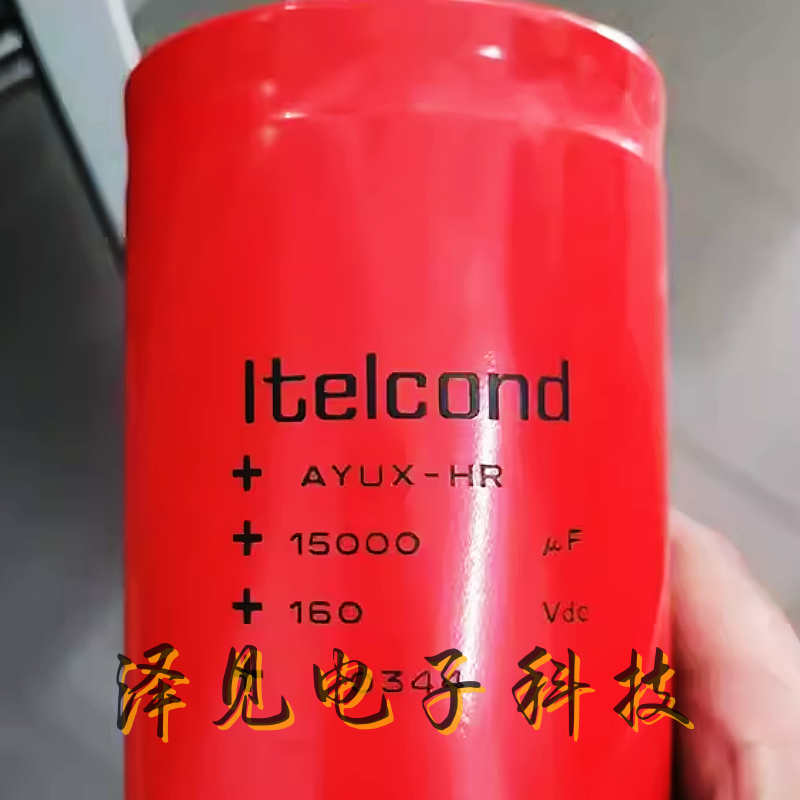 Itelcond
+ AYUX-HR
+ 15000 μF
+ 160 Vdc
泽见电子科技